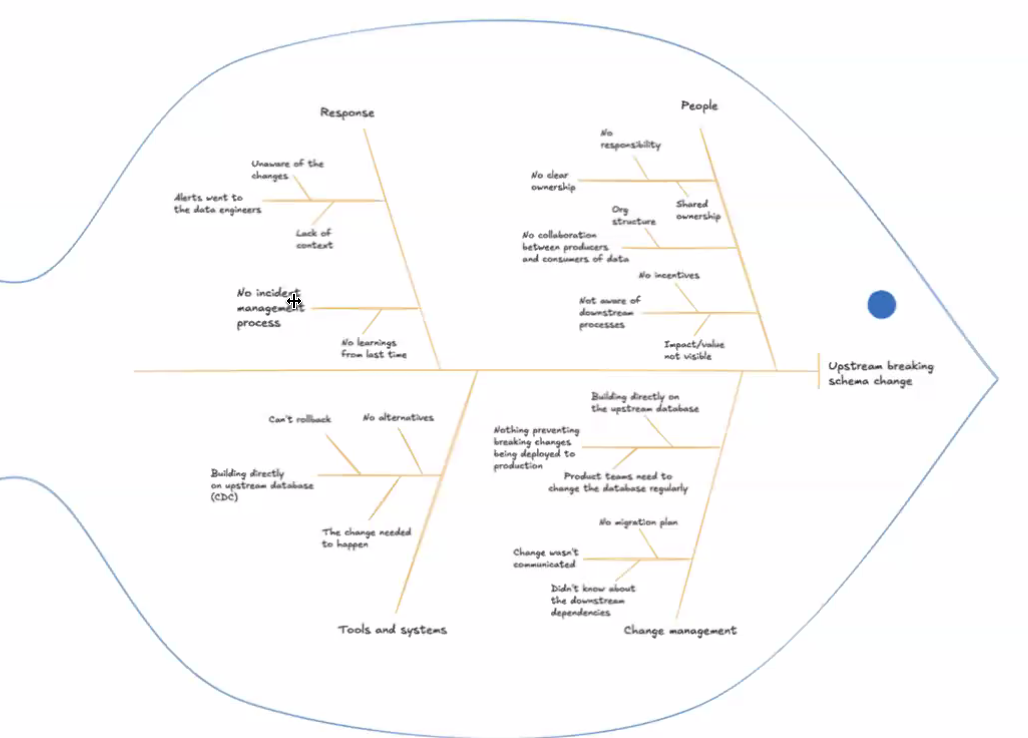 Response
Unaware of the
changes
Alerts went to
the data engineers
Lack of
context
No incident
management
process
No learnings
from last time
People
No
responsibility
No clear
ownership
Shared
ownership
Org
structure
No collaboration
between producers
and consumers of data
No incentives
Not aware of
downstream
processes
Impact/value
not visible
Upstream breaking
schema change
Can't rollback
No alternatives
Building directly
on upstream database
(CDC)
The change needed
to happen
Tools and systems
Building directly on
the upstream database
Nothing preventing
breaking changes
being deployed to
production
Product teams need to
change the database regularly
No migration plan
Change wasn't
communicated
Didn't know about
the downstream
dependencies
Change management